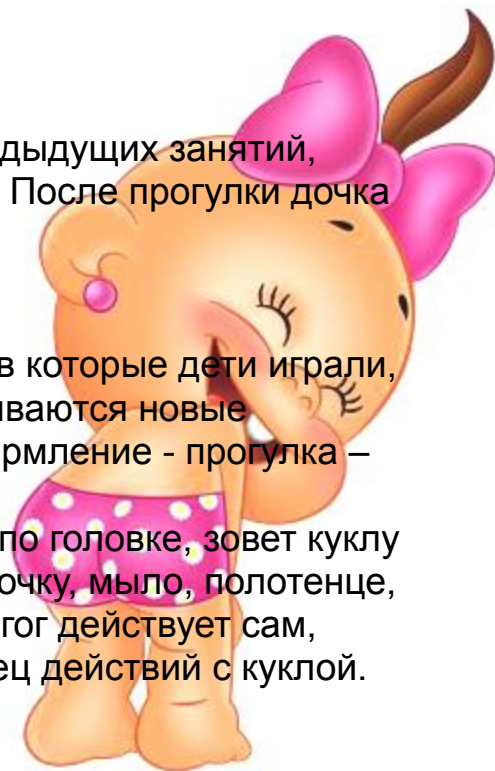 дыдущих занятий,
После прогулки дочка
в которые дети играли,
ваются новые
рмление - прогулка –
по головке, зовет куклу
очку, мыло, полотенце,
гог действует сам,
ец действий с куклой.